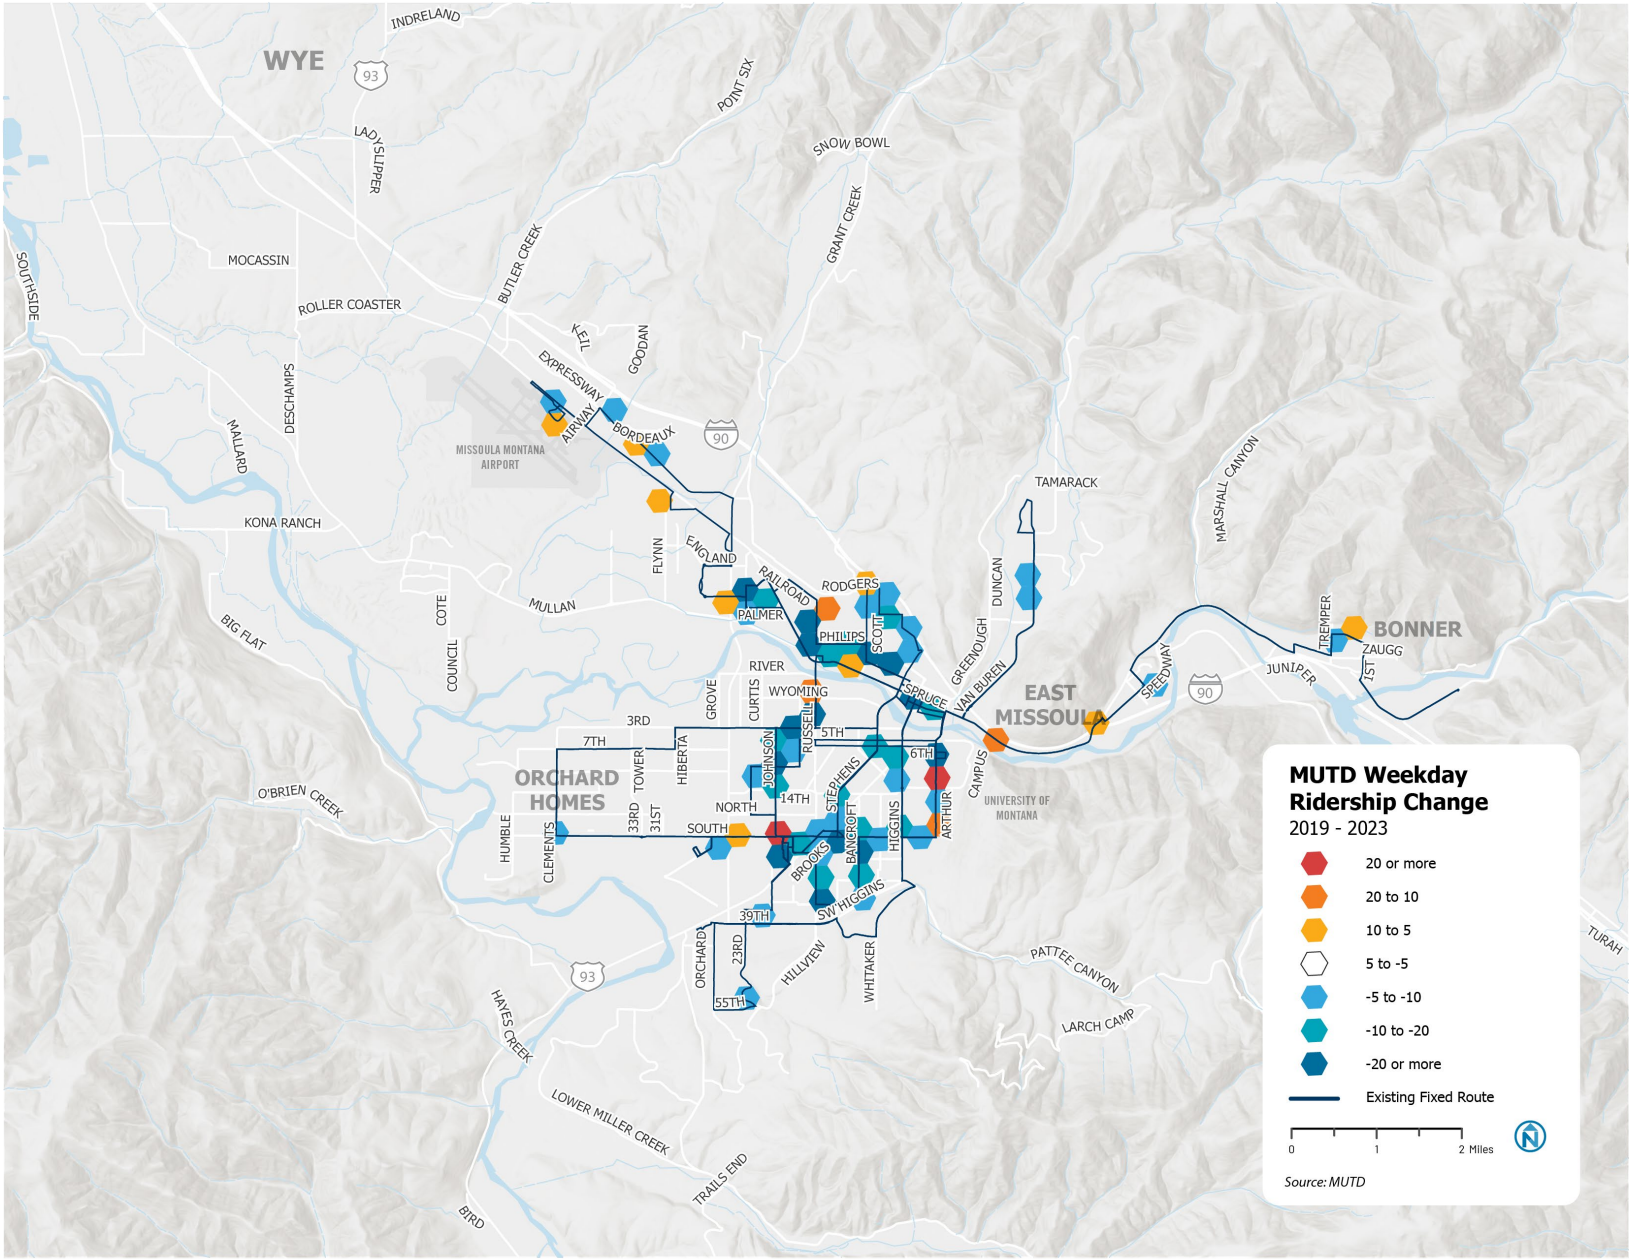 INDRELAND
WYE
93
POINT SIX
LADYSLIPPER
SNOW BOWL
GRANT CREEK
SOUTHSIDE
MOCASSIN
BUTLER CREEK
ROLLER COASTER
KEIL
GOODAN
EXPRESSWAY
DESCHAMPS
MALLARD
AIRWAY
BORDEAUX
90
MISSOULA MONTANA
AIRPORT
MARSHALL CANYON
TAMARACK
KONA RANCH
FLYNN
ENGLAND
RAILROAD
RODGERS
DUNCAN
COTE
MULLAN
PALMER
PHILIPS
SCOTT
GREENOUGH
TREMPER
BONNER
BIG FLAT
COUNCIL
RIVER
ZAUGG
JUNIPER
1ST
SPEEDWAY
90
GROVE
CURTIS
WYOMING
SPRUCE
VAN BUREN
EAST
MISSOULA
3RD
RUSSELL
5TH
7TH
HIBERTA
TOWER
JOHNSON
6TH
CAMPUS
ORCHARD
HOMES
STEPHENS
O'BRIEN CREEK
NORTH
14TH
UNIVERSITY OF
MONTANA
HUMBLE
CLEMENTS
33RD
31ST
SOUTH
BROOKS
BANCROFT
HIGGINS
ARTHUR
SW HIGGINS
39TH
ORCHARD
23RD
HILLVIEW
WHITAKER
PATTEE CANYON
TURAH
93
55TH
HAYES CREEK
LARCH CAMP
LOWER MILLER CREEK
TRAILS END
BIRD
MUTD Weekday
Ridership Change
2019 - 2023
20 or more
20 to 10
10 to 5
5 to -5
-5 to -10
-10 to -20
-20 or more
Existing Fixed Route
0 1 2 Miles
N
Source: MUTD